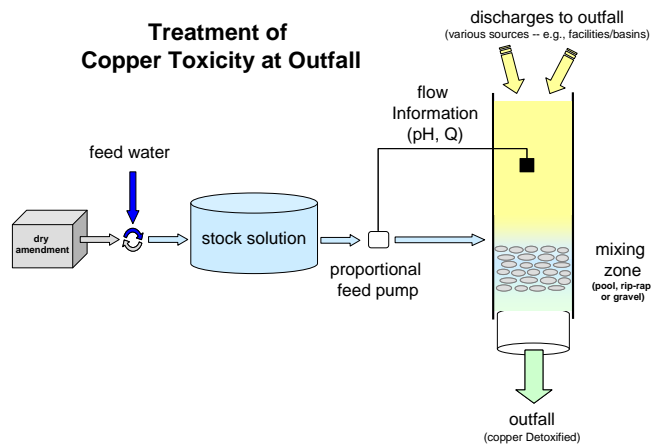 Treatment of
Copper Toxicity at Outfall
discharges to outfall
(various sources -- e.g., facilities/basins)
flow
Information
(pH, Q)
feed water
dry
amendment
stock solution
proportional
feed pump
mixing
zone
(pool, rip-rap
or gravel)
outfall
(copper Detoxified)